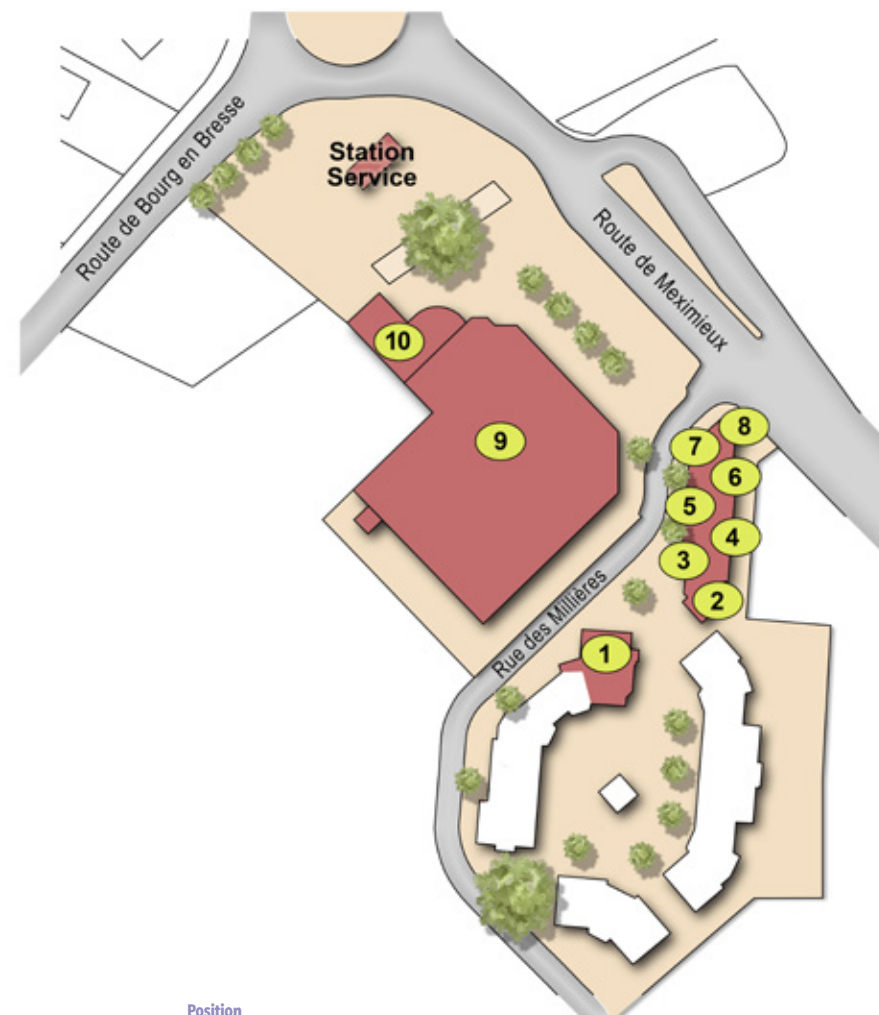 Station
Service
Route de Bourg en Bresse
Route de Meximieux
10
9
8
7
6
5
4
3
2
Rue des Millières
1
Position